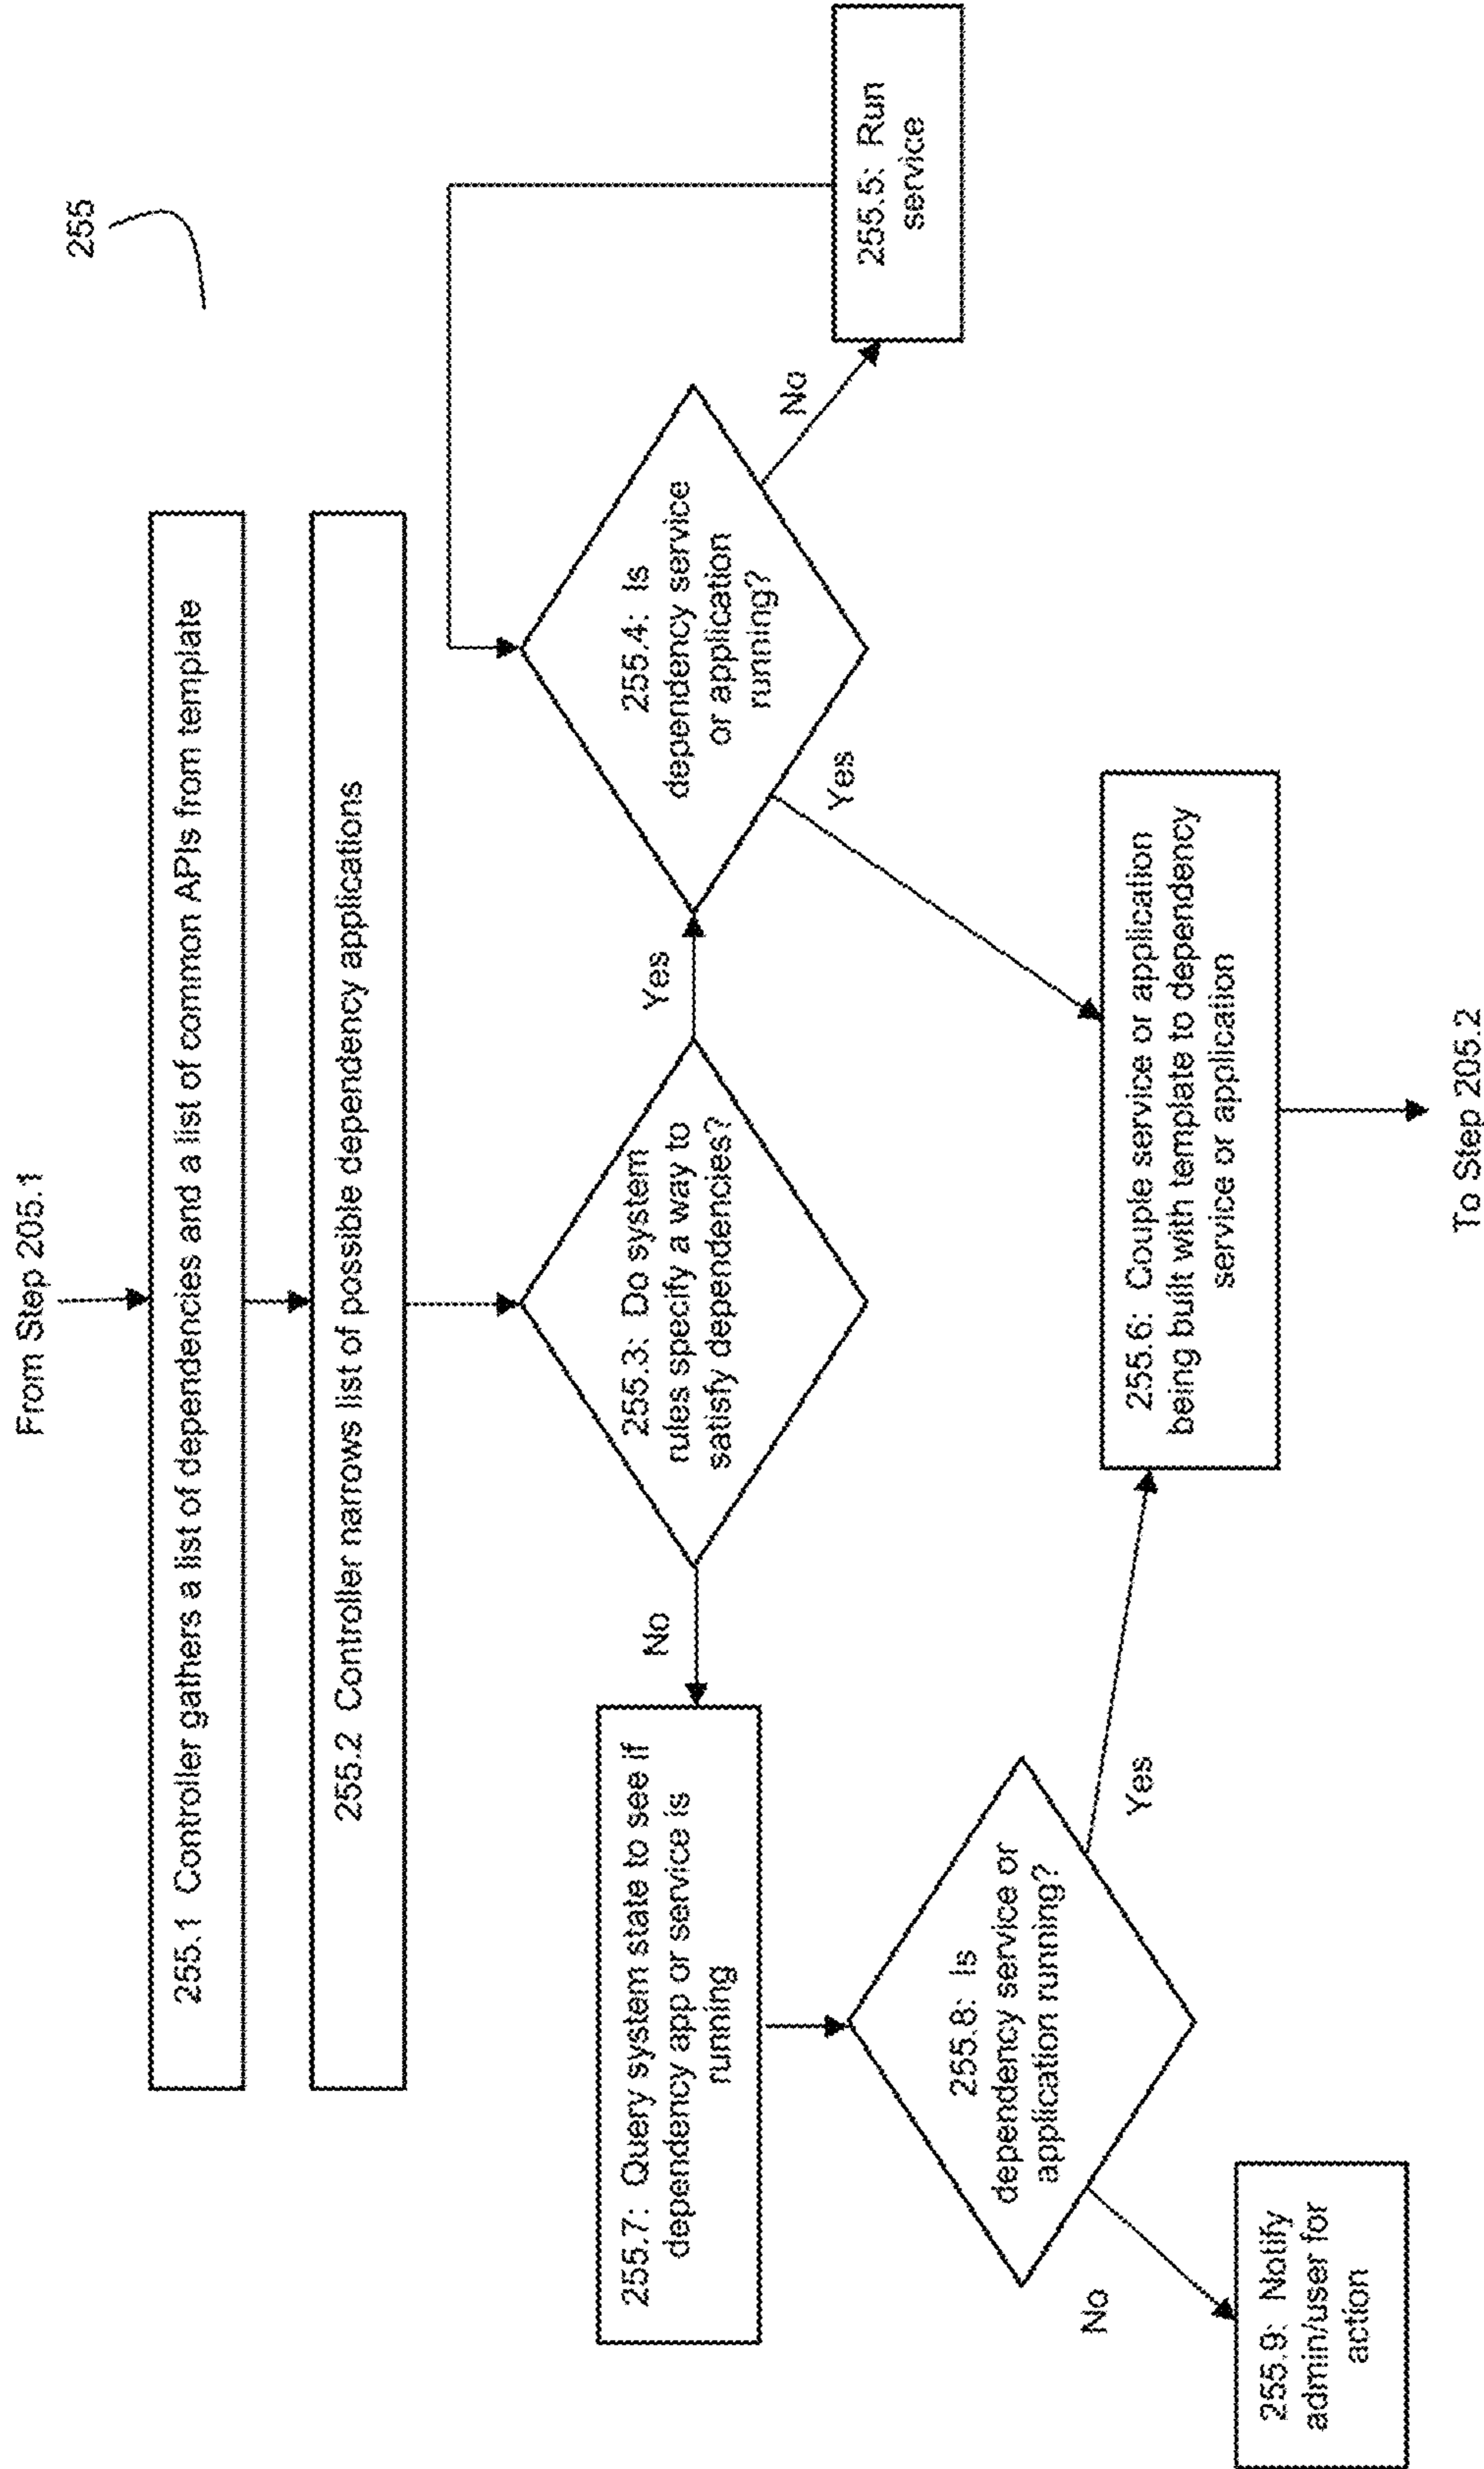 From Step 205.1
255
255.1 Controller gathers a list of dependencies and a list of common APIs from template
255.2 Controller narrows list of possible dependency applications
255.3: Do system
rules specify a way to
satisfy dependencies?
No
Yes
255.4: Is
dependency service
or application
running?
No
Yes
255.5: Run
service
255.7: Query system state to see if
dependency app or service is
running
255.8: Is
dependency service or
application running?
No
Yes
255.6: Couple service or application
being built with template to dependency
service or application
255.9: Notify
admin/user for
action
To Step 205.2